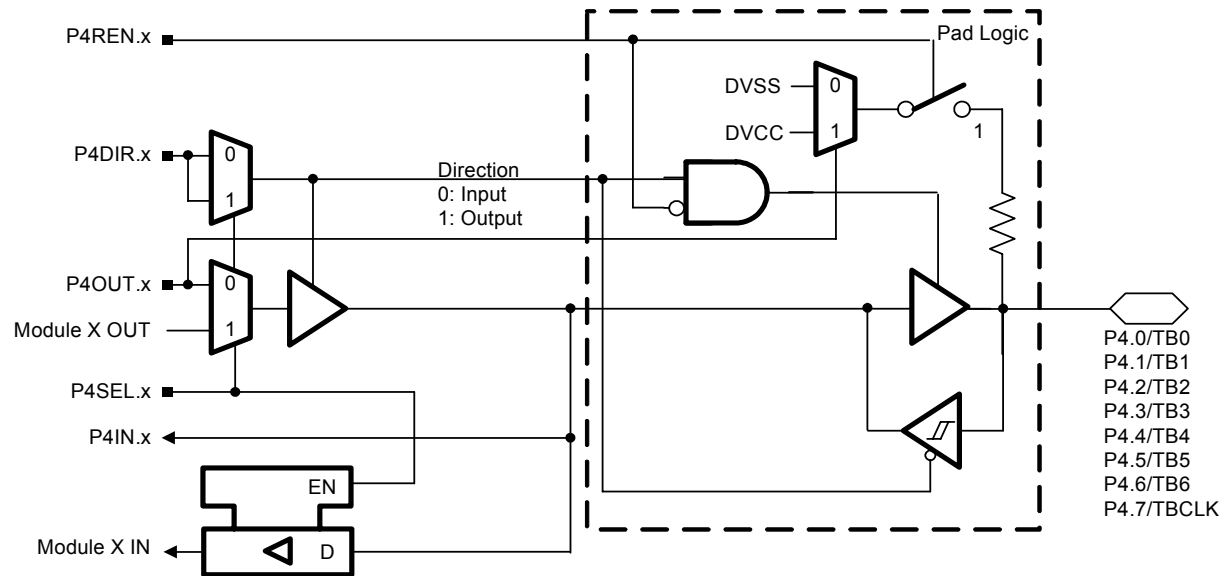 P4REN.x
Pad Logic
DVSS
0
DVCC
1
1
P4DIR.x
0
1
Direction
0: Input
1: Output
P4OUT.x
0
Module X OUT
1
P4SEL.x
P4IN.x
EN
Module X IN
D
P4.0/TB0
P4.1/TB1
P4.2/TB2
P4.3/TB3
P4.4/TB4
P4.5/TB5
P4.6/TB6
P4.7/TBCLK